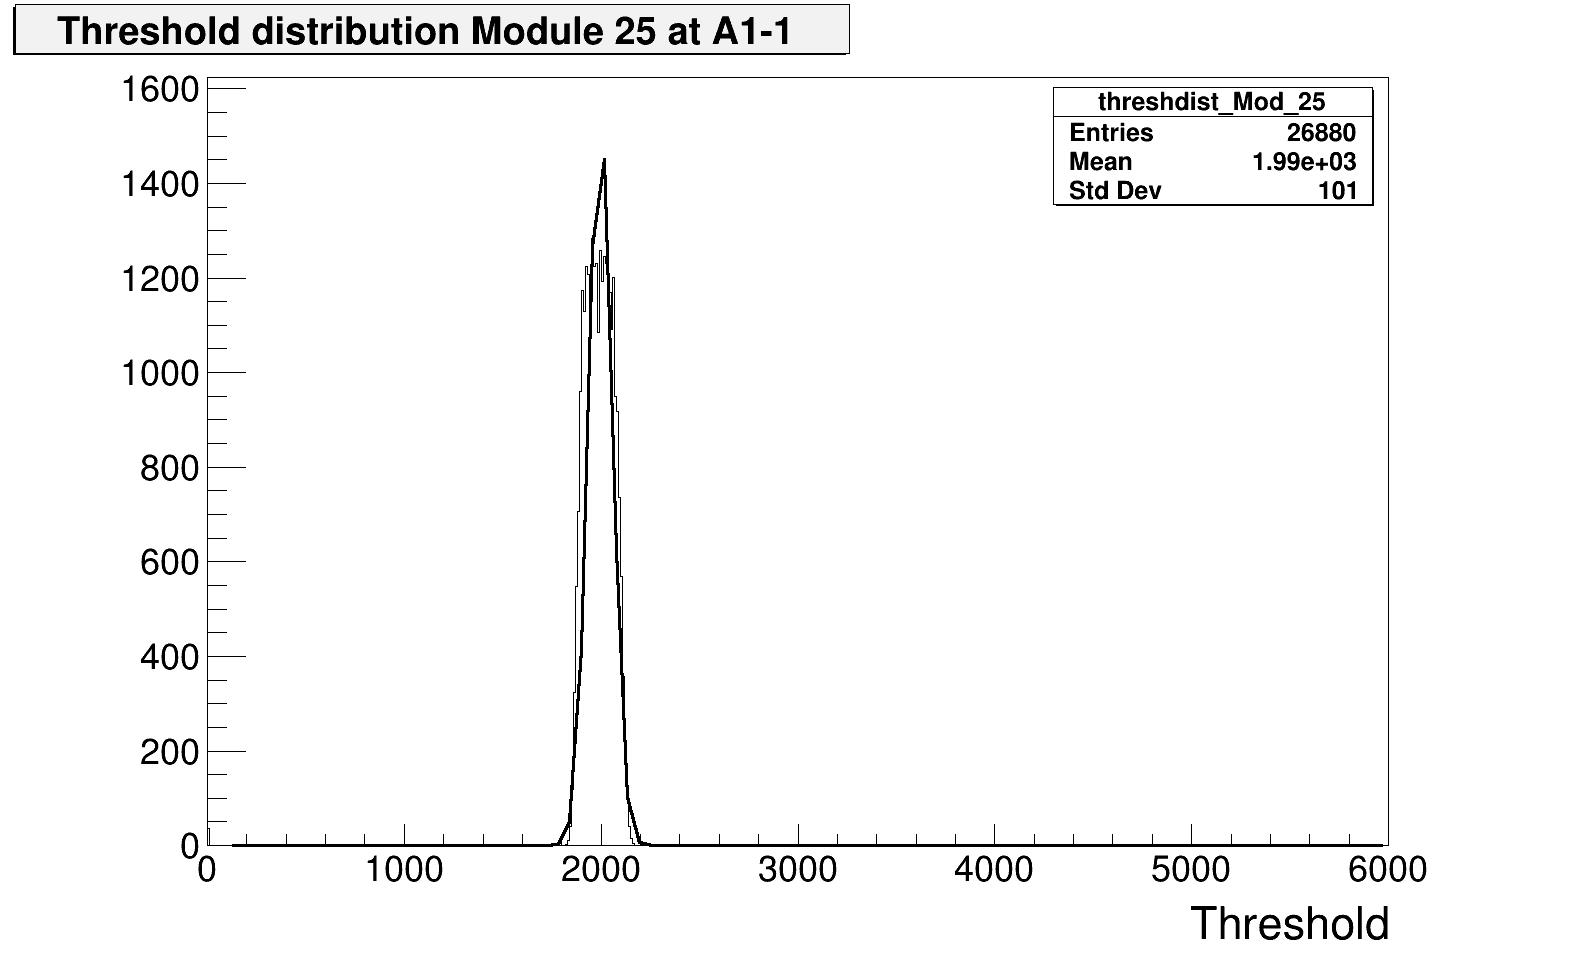 Threshold distribution Module 25 at A1-1
threshdist_Mod_25
Entries 26880
Mean 1.99e+03
Std Dev 101
1600
1400
1200
1000
800
600
400
200
0
0 1000 2000 3000 4000 5000 6000
Threshold